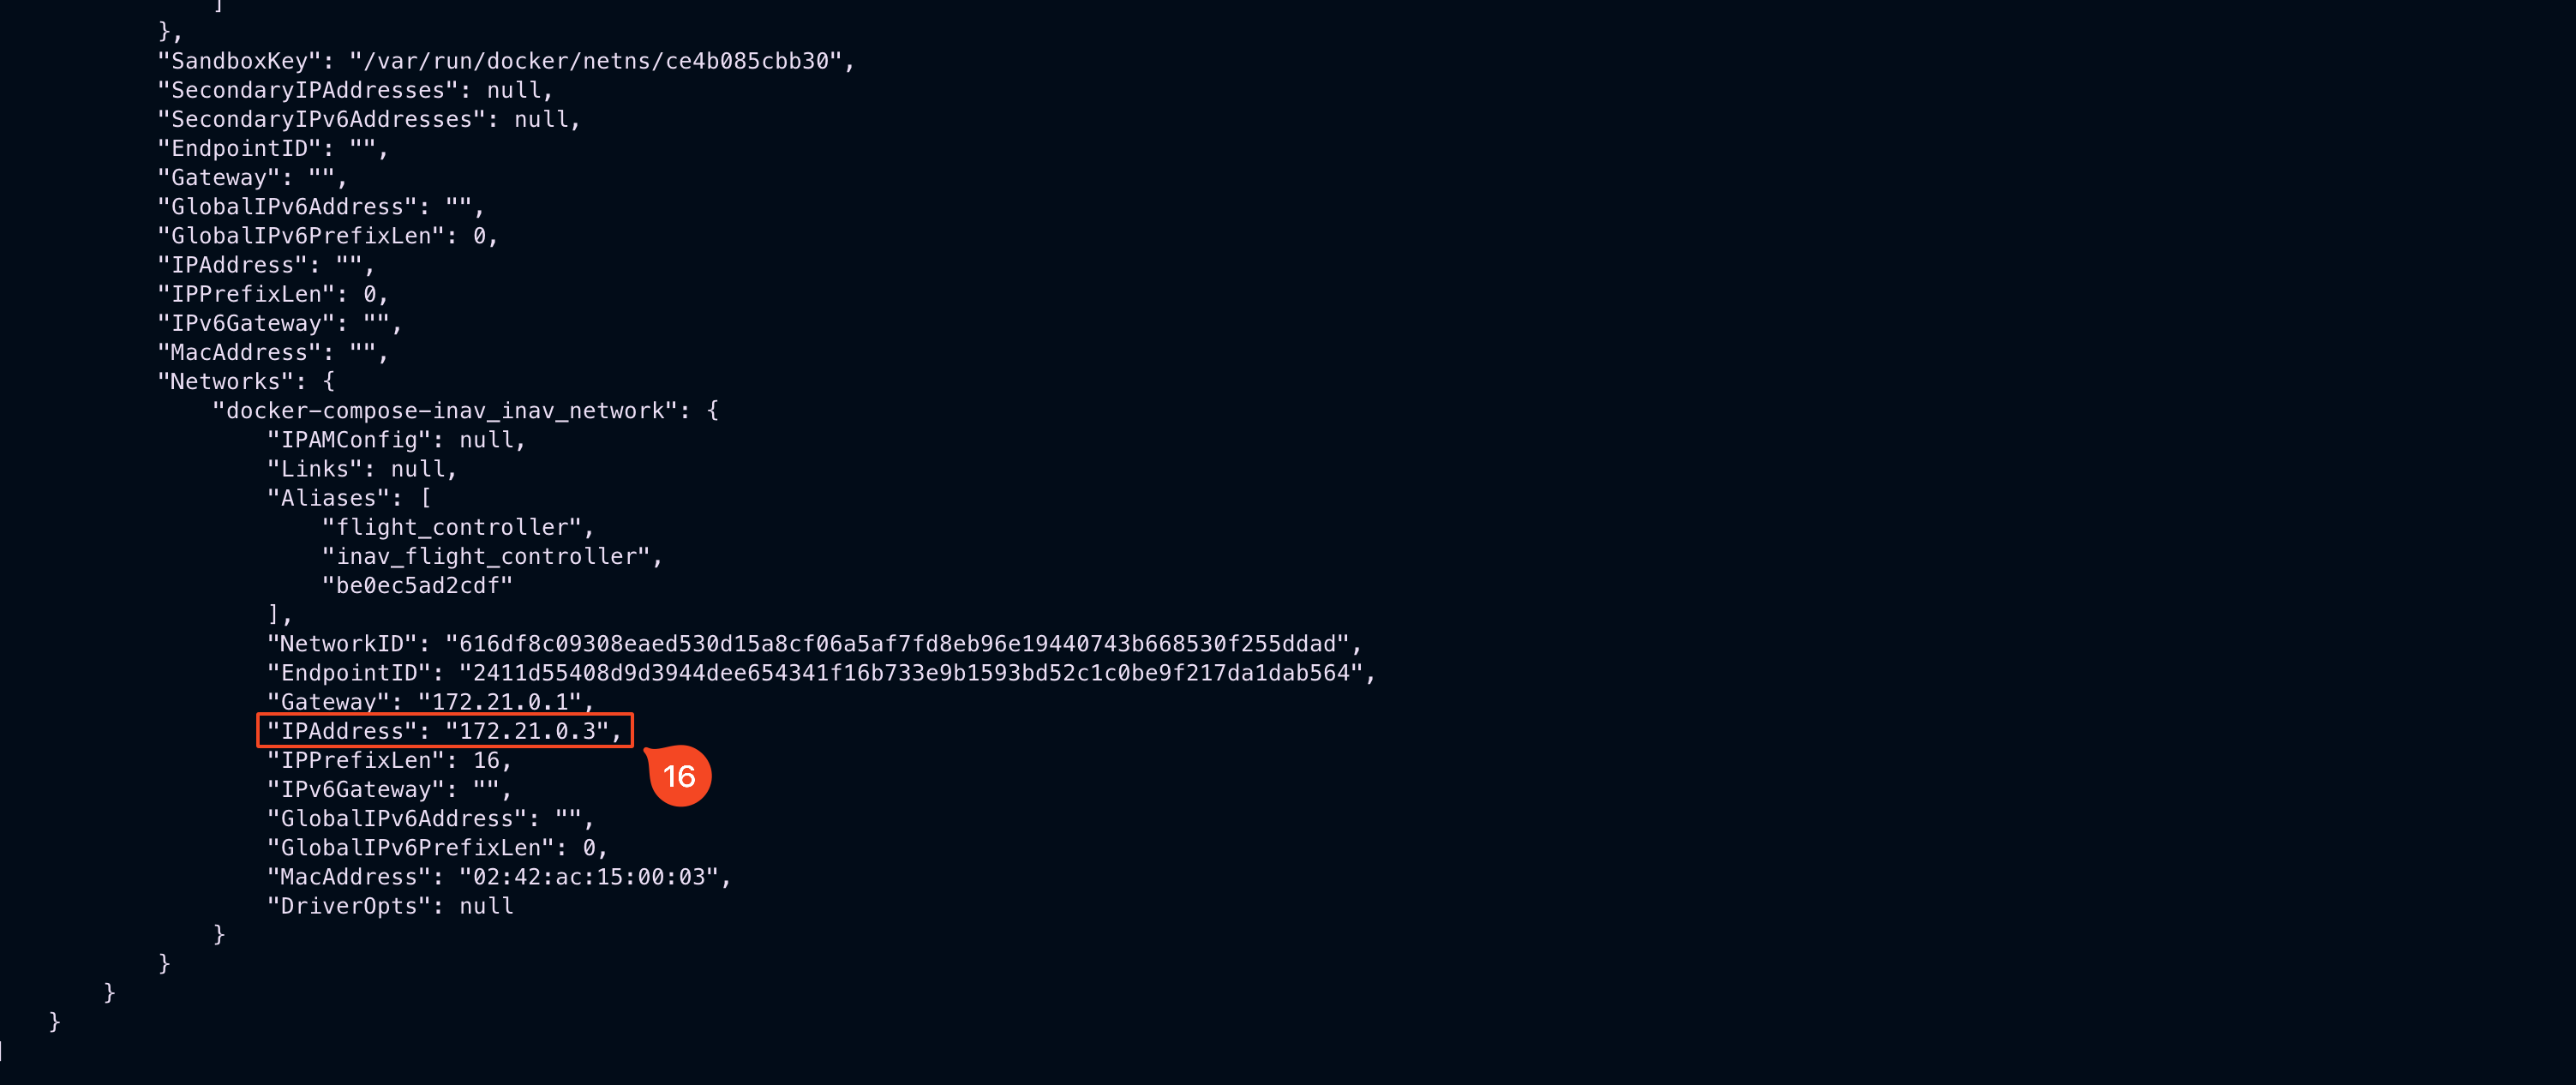 ]
},
"SandboxKey": "/var/run/docker/netns/ce4b085cbb30",
"SecondaryIPAddresses": null,
"SecondaryIPv6Addresses": null,
"EndpointID": "",
"Gateway": "",
"GlobalIPv6Address": "",
"GlobalIPv6PrefixLen": 0,
"IPAddress": "",
"IPPrefixLen": 0,
"IPv6Gateway": "",
"MacAddress": "",
"Networks": {
"docker-compose-inav_inav_network": {
"IPAMConfig": null,
"Links": null,
"Aliases": [
"flight_controller",
"inav_flight_controller",
"be0ec5ad2cdf"
],
"NetworkID": "616df8c09308eaed530d15a8cf06a5af7fd8eb96e19440743b668530f255ddad",
"EndpointID": "2411d55408d9d3944dee654341f16b733e9b1593bd52c1c0be9f217da1dab564",
"Gateway": "172.21.0.1",
"IPAddress": "172.21.0.3",
16
"IPPrefixLen": 16,
"IPv6Gateway": "",
"GlobalIPv6Address": "",
"GlobalIPv6PrefixLen": 0,
"MacAddress": "02:42:ac:15:00:03",
"DriverOpts": null
}
}
}
}